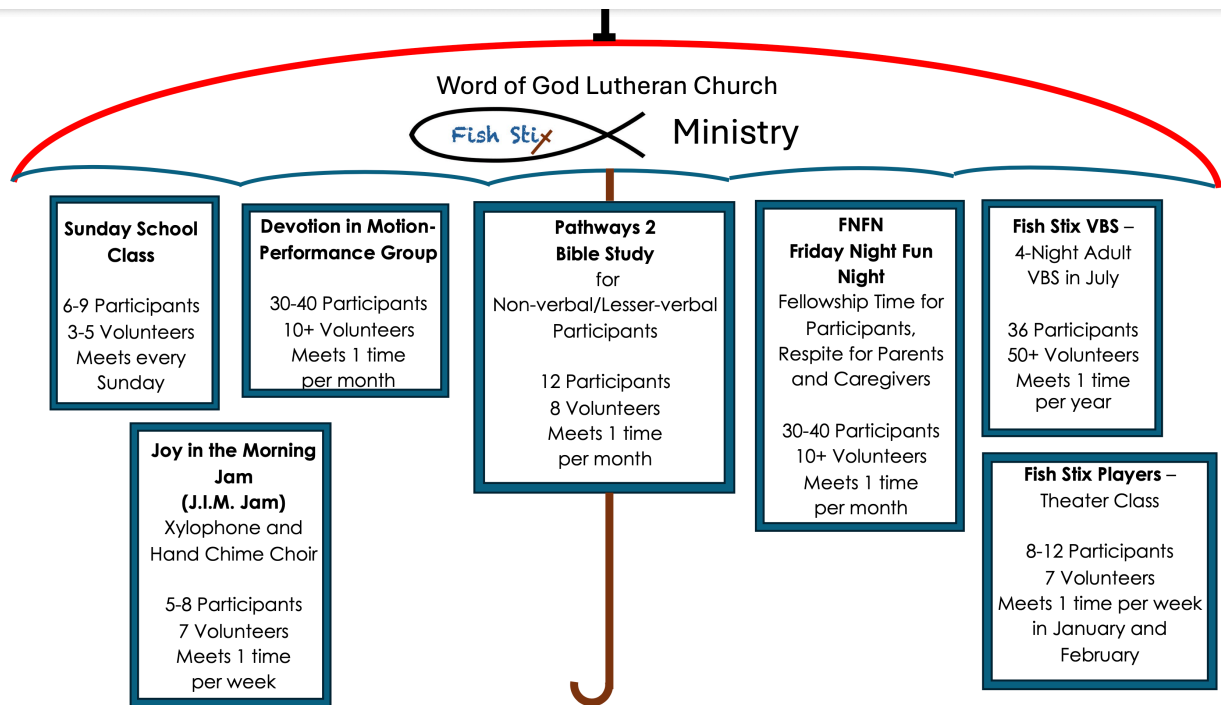 Word of God Lutheran Church
Fish Stix
Ministry
Sunday School
Class
6-9 Participants
3-5 Volunteers
Meets every
Sunday
Devotion in Motion-
Performance Group
30-40 Participants
10+ Volunteers
Meets 1 time
per month
Pathways 2
Bible Study
for
Non-verbal/Lesser-verbal
Participants
12 Participants
8 Volunteers
Meets 1 time
per month
FNFN
Friday Night Fun
Night
Fellowship Time for
Participants,
Respite for Parents
and Caregivers
30-40 Participants
10+ Volunteers
Meets 1 time
per month
Fish Stix VBS –
4-Night Adult
VBS in July
36 Participants
50+ Volunteers
Meets 1 time
per year
Joy in the Morning
Jam
(J.I.M. Jam)
Xylophone and
Hand Chime Choir
5-8 Participants
7 Volunteers
Meets 1 time
per week
Fish Stix Players –
Theater Class
8-12 Participants
7 Volunteers
Meets 1 time per week
in January and
February